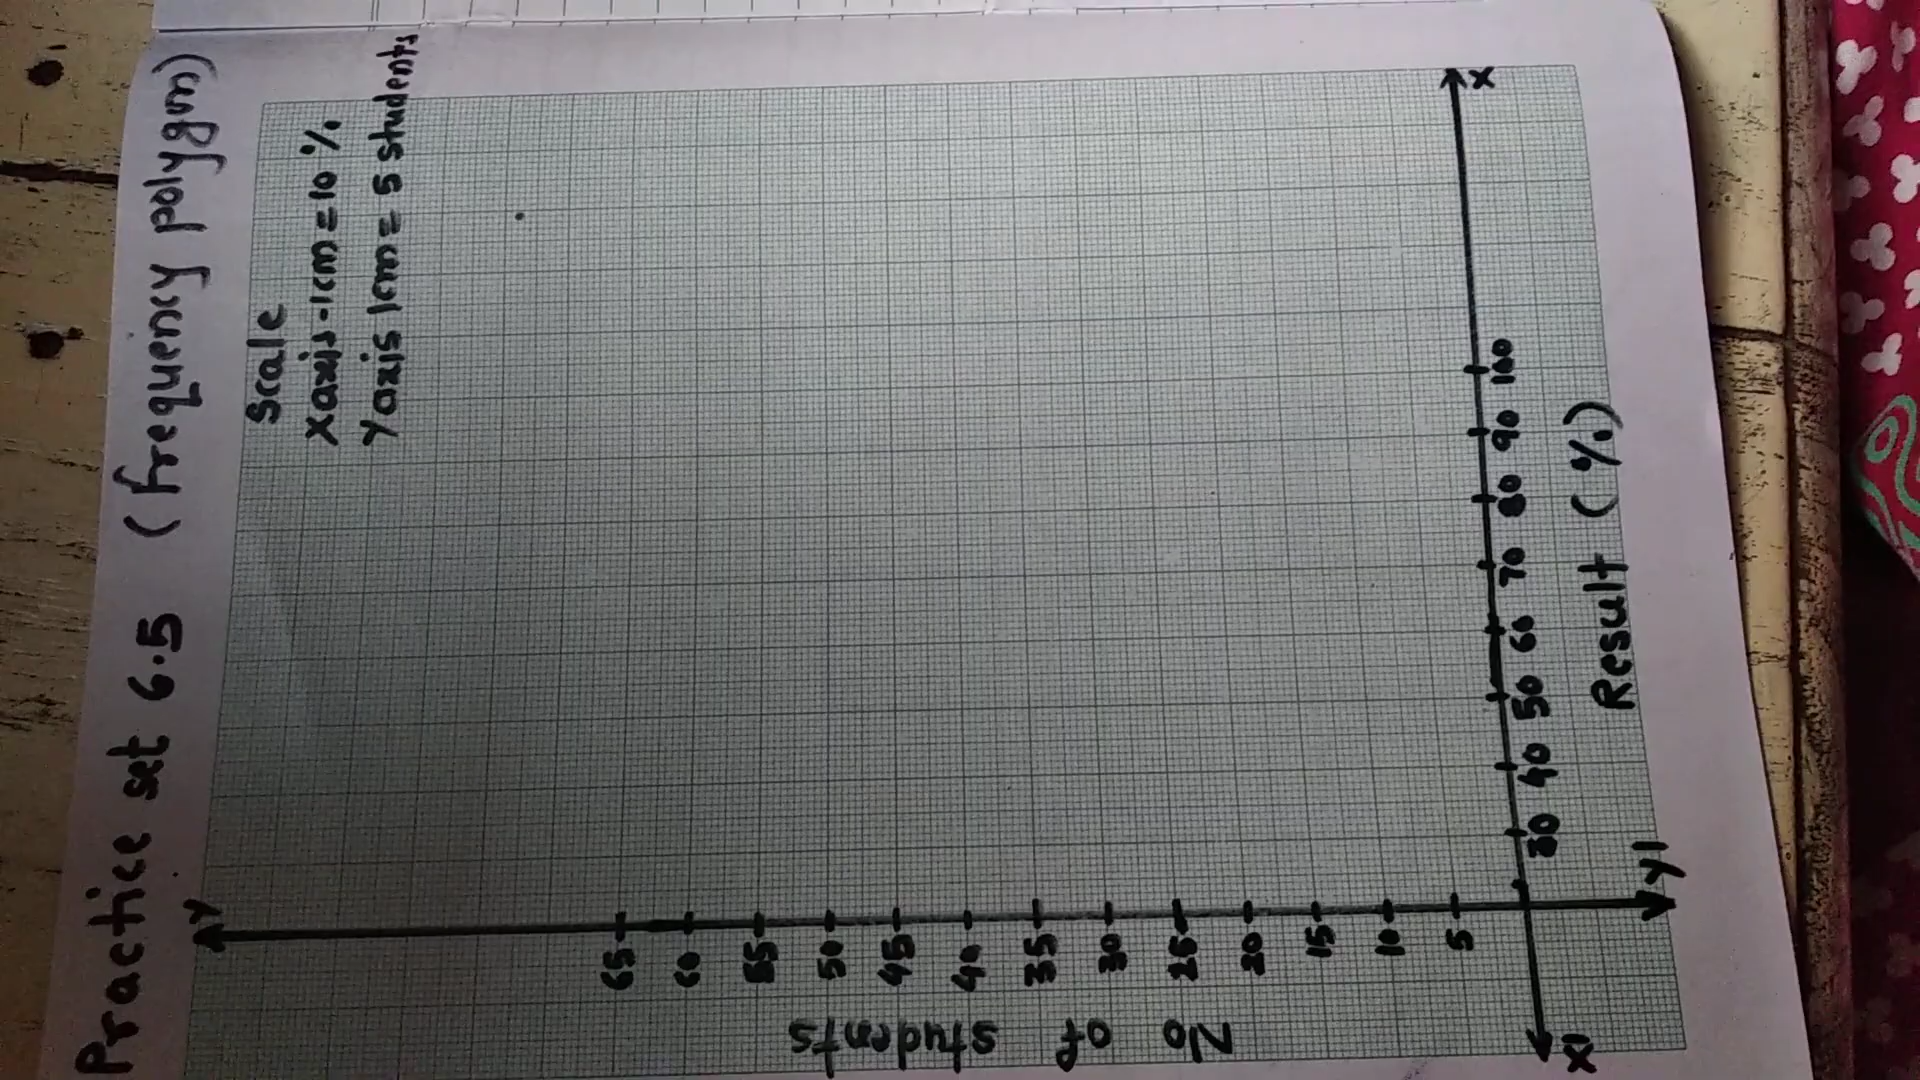 Practice set 6.5 (frequency polygon)
Scale
X axis - 1cm = 10 %
Y axis 1cm = 5 students
Y
65
60
55
50
45
40
35
30
25
20
15
10
5
No of students
X' X
30 40 50 60 70 80 90 100
Y'
Result (%)